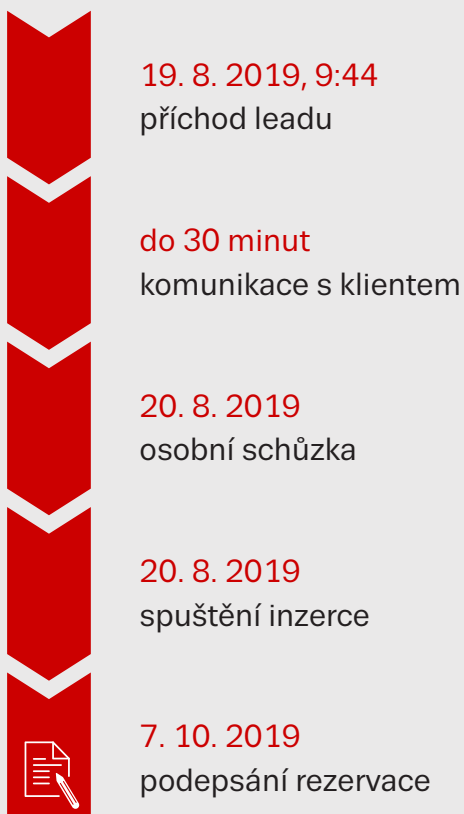 19. 8. 2019, 9:44
příchod leadu
do 30 minut
komunikace s klientem
20. 8. 2019
osobní schůzka
20. 8. 2019
spuštění inzerce
7. 10. 2019
podepsání rezervace